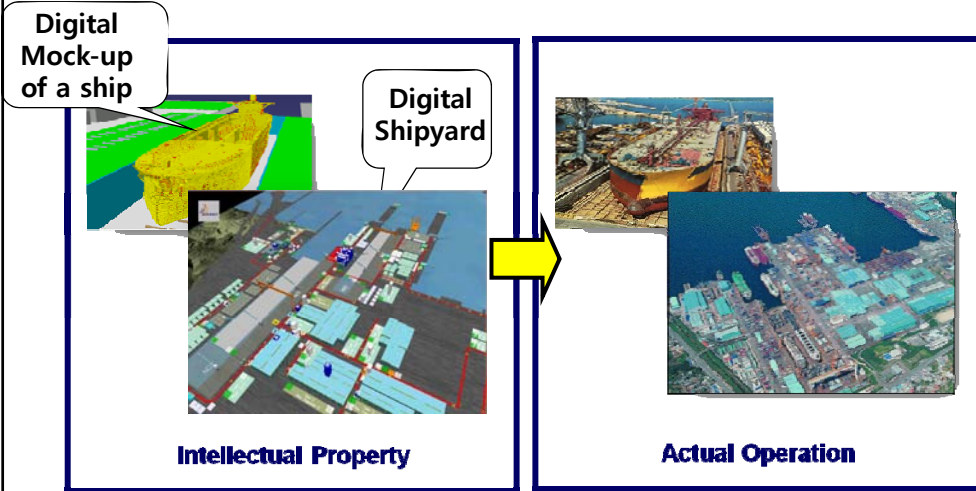 Digital
Mock-up
of a ship
Digital
Shipyard
Intellectual Property
Actual Operation